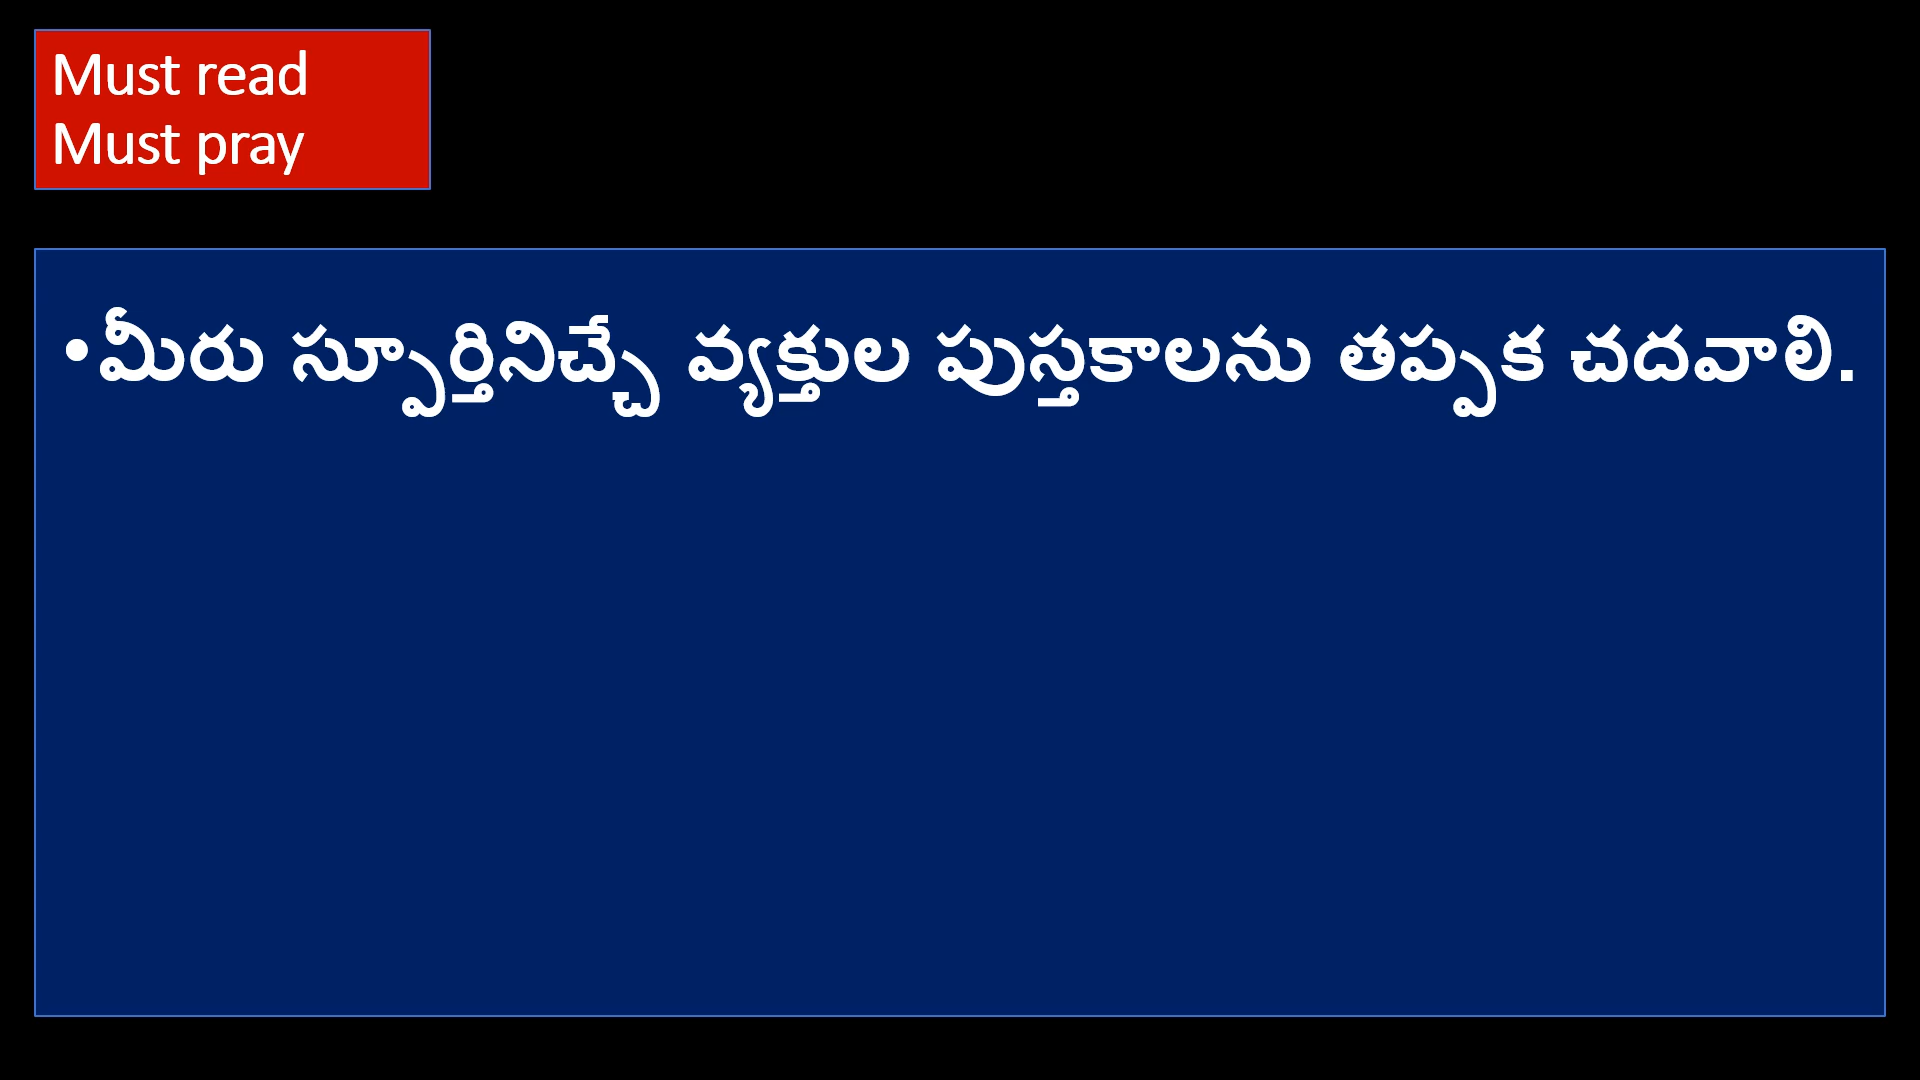 Must read
Must pray
•మీరు స్పూర్తినిచ్చే వ్యక్తుల పుస్తకాలను తప్పక చదవాలి.